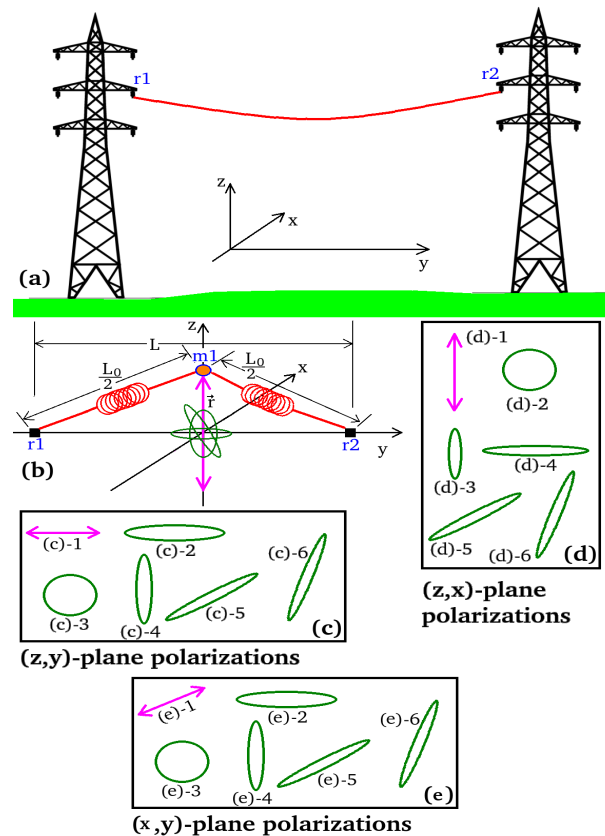 r1
r2
z
x
y
(a)
L
z
L0/2
m1
L0/2
x
r
r1
r2
y
(b)
(c)-1
(c)-2
(c)-3
(c)-4
(c)-5
(c)-6
(c)
(z,y)-plane polarizations
(d)-1
(d)-2
(d)-3
(d)-4
(d)-5
(d)-6
(d)
(z,x)-plane
polarizations
(e)-1
(e)-2
(e)-3
(e)-4
(e)-5
(e)-6
(e)
(x,y)-plane polarizations